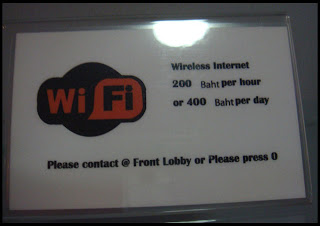 Wi Fi
Wireless Internet
200 Baht per hour
or 400 Baht per day
Please contact @ Front Lobby or Please press 0